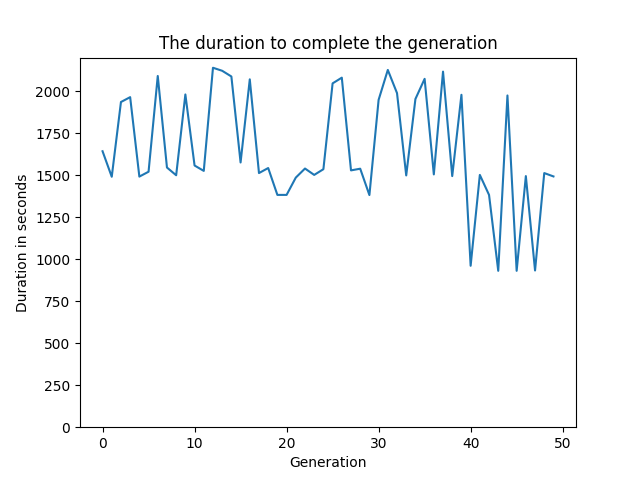 The duration to complete the generation
Duration in seconds
2000
1750
1500
1250
1000
750
500
250
0
0 10 20 30 40 50
Generation